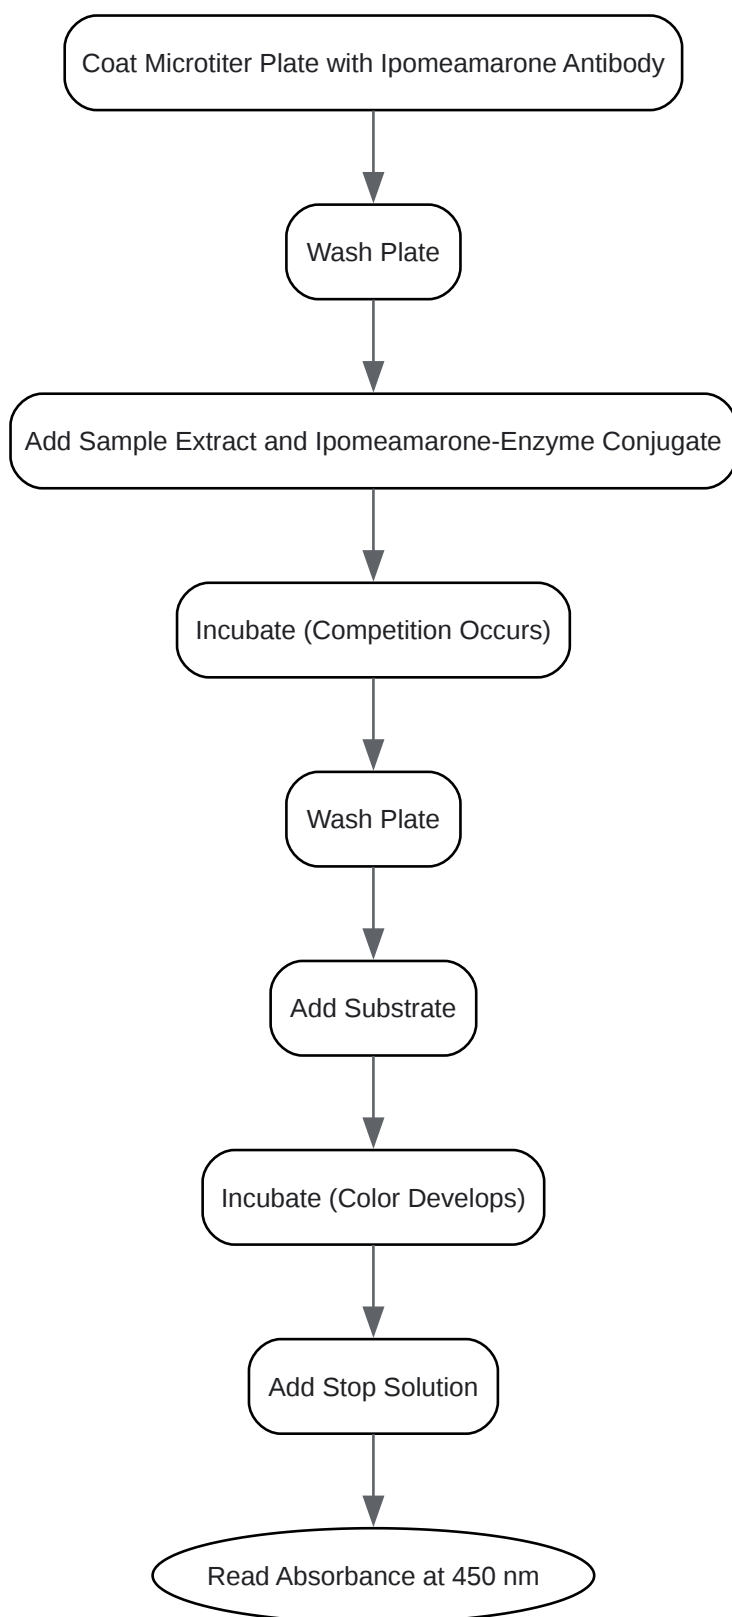 Coat Microtiter Plate with Ipomeamarone Antibody
Wash Plate
Add Sample Extract and Ipomeamarone-Enzyme Conjugate
Incubate (Competition Occurs)
Wash Plate
Add Substrate
Incubate (Color Develops)
Add Stop Solution
Read Absorbance at 450 nm